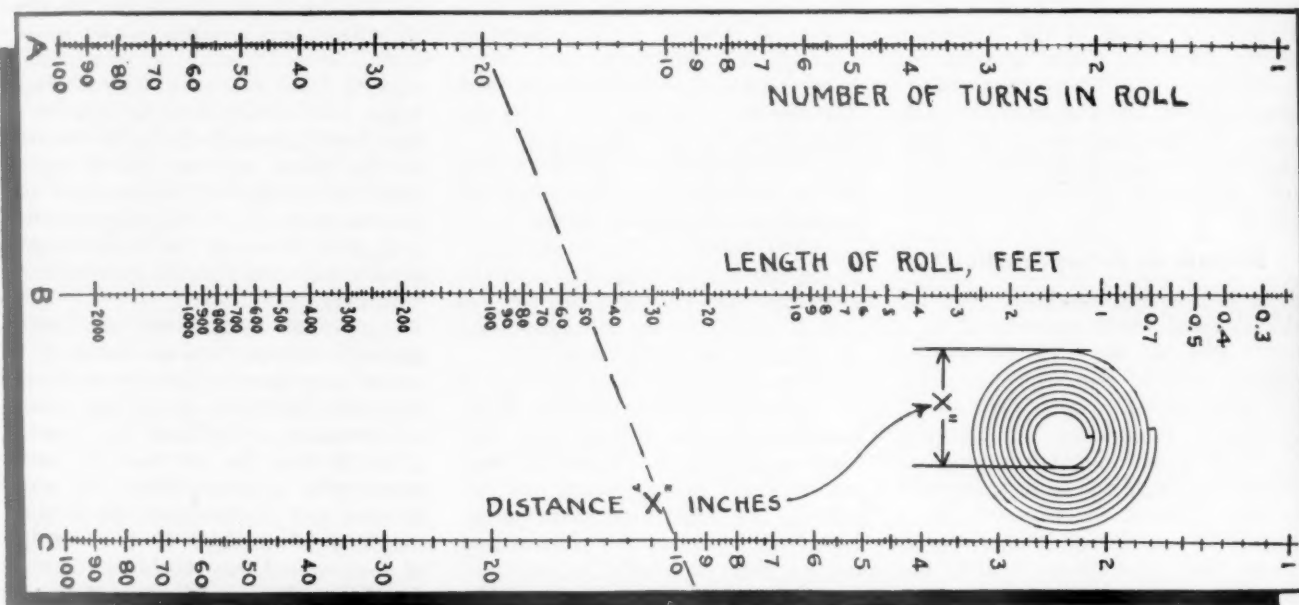 A 100 90 80 70 60 50 40 30 20 10 9 8 7 6 5 4 3 2 1
NUMBER OF TURNS IN ROLL
LENGTH OF ROLL, FEET
B 2000 1000 900 800 700 600 500 400 300 200 100 90 80 70 60 50 40 30 20 10 9 8 7 6 5 4 3 2 1 0.7 0.5 0.4 0.3
X"
DISTANCE "X" INCHES
C 100 90 80 70 60 50 40 30 20 10 9 8 7 6 5 4 3 2 1